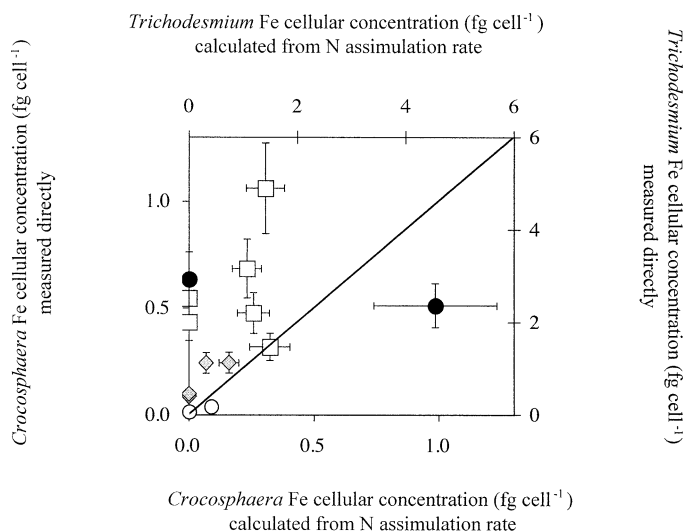 Trichodesmium Fe cellular concentration (fg cell-1)
calculated from N assimulation rate
Crocosphaera Fe cellular concentration (fg cell-1)
measured directly
Trichodesmium Fe cellular concentration (fg cell-1)
measured directly
0 2 4 6
1.0
0.5
0.0
6
4
2
0
0.0 0.5 1.0
Crocosphaera Fe cellular concentration (fg cell-1)
calculated from N assimulation rate